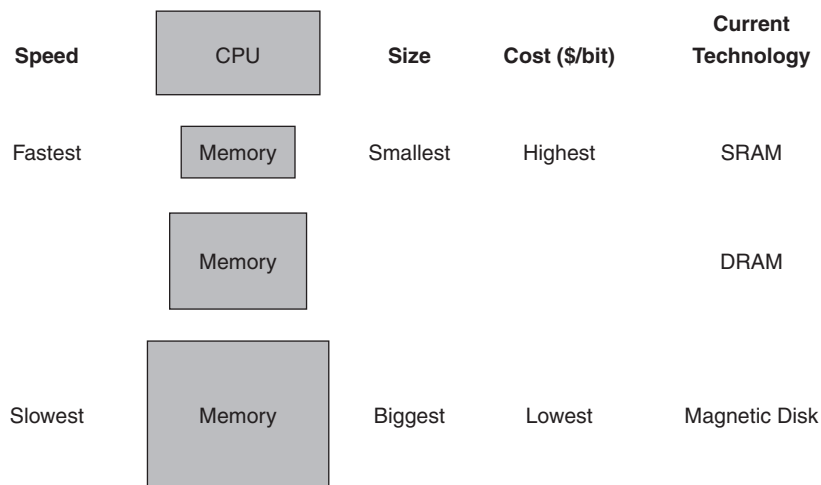 Current
Speed CPU Size Cost ($/bit) Technology
Fastest Memory Smallest Highest SRAM
Memory DRAM
Slowest Memory Biggest Lowest Magnetic Disk